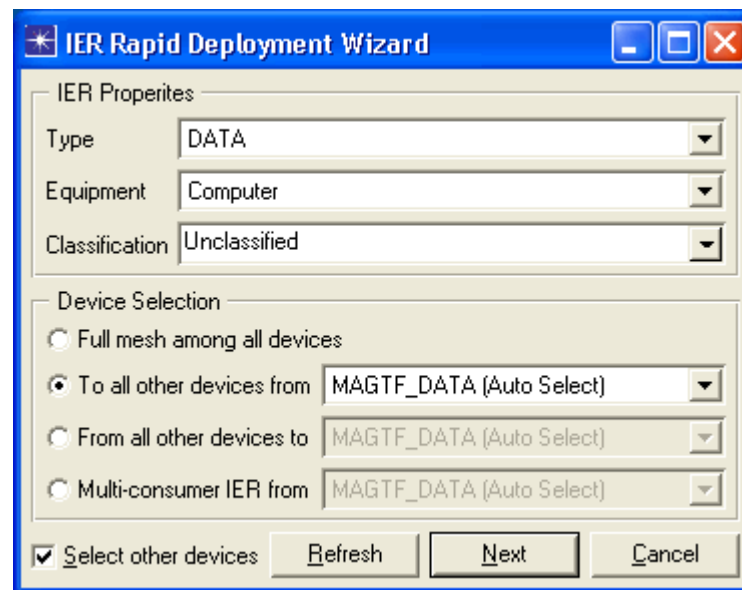 IER Rapid Deployment Wizard
IER Properites
Type DATA
Equipment Computer
Classification Unclassified
Device Selection
Full mesh among all devices
To all other devices from MAGTF_DATA (Auto Select)
From all other devices to MAGTF_DATA (Auto Select)
Multi-consumer IER from MAGTF_DATA (Auto Select)
Select other devices Refresh Next Cancel